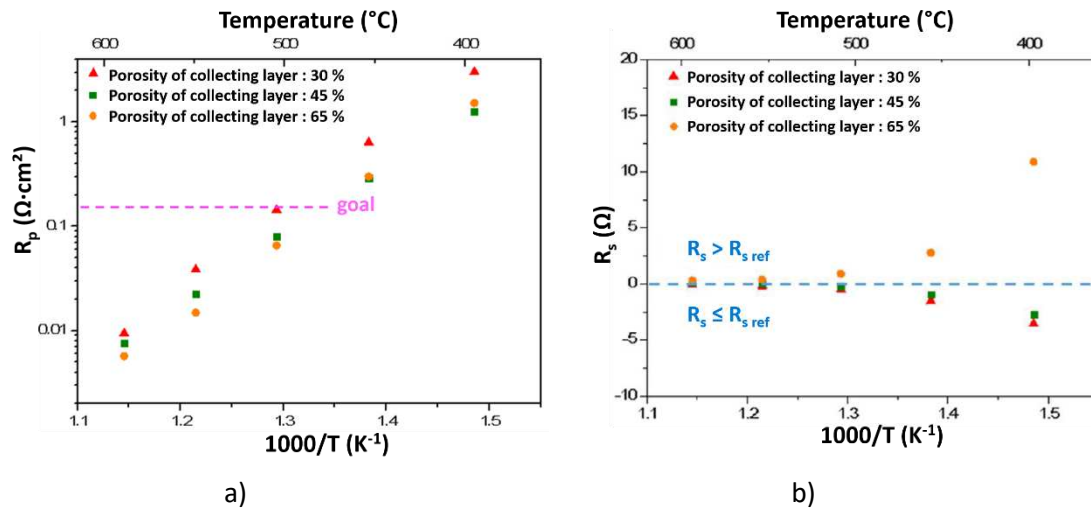 Temperature (°C)
600 500 400
Porosity of collecting layer : 30 %
Porosity of collecting layer : 45 %
Porosity of collecting layer : 65 %
1
0.1
0.01
goal
Rp (Ω·cm²)
1.1 1.2 1.3 1.4 1.5
1000/T (K⁻¹)
a)
Temperature (°C)
600 500 400
Porosity of collecting layer : 30 %
Porosity of collecting layer : 45 %
Porosity of collecting layer : 65 %
20
15
10
5
0
-5
-10
Rs (Ω)
Rs > Rs ref
Rs ≤ Rs ref
1.1 1.2 1.3 1.4 1.5
1000/T (K⁻¹)
b)